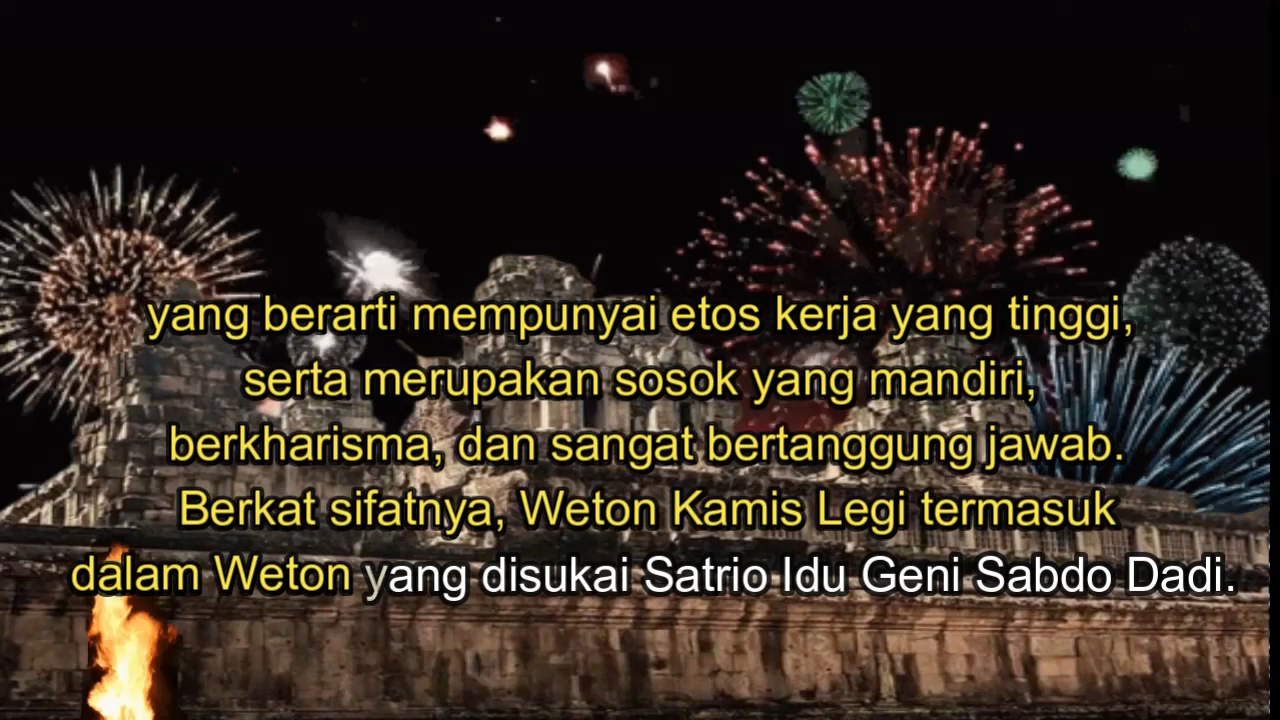 yang berarti mempunyai etos kerja yang tinggi,
serta merupakan sosok yang mandiri,
berkharisma, dan sangat bertanggung jawab.
Berkat sifatnya, Weton Kamis Legi termasuk
dalam Weton yang disukai Satrio Idu Geni Sabdo Dadi.